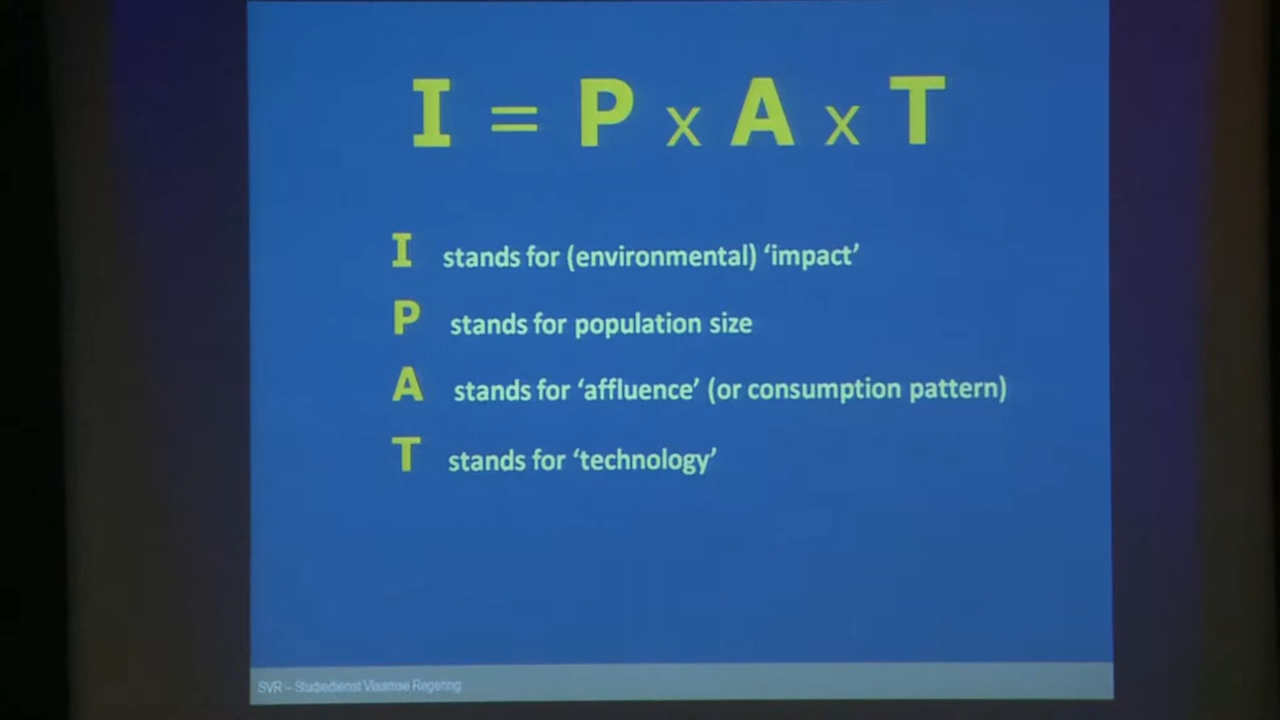 I = P x A x T
I stands for (environmental) ‘impact’
P stands for population size
A stands for ‘affluence’ (or consumption pattern)
T stands for ‘technology’
SVR – Studiedienst Vlaamse Regering